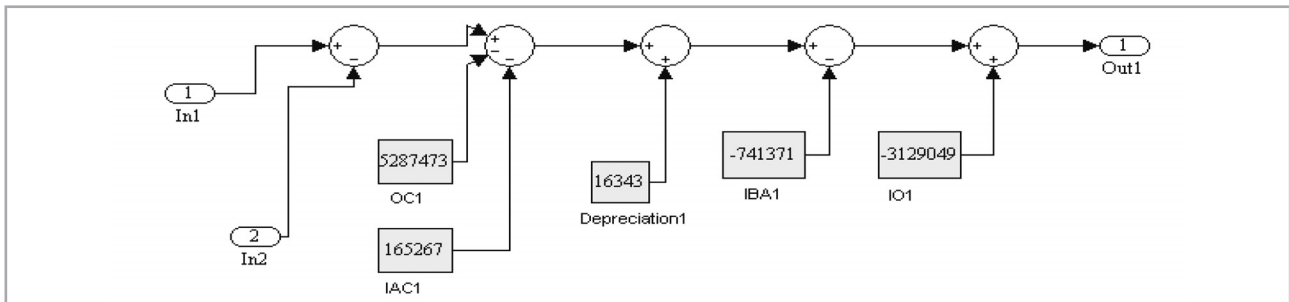 +
−
+
−
−
+
+
+
−
+
+
1
Out1
1
In1
5287473
OC1
16343
Depreciation1
-741371
IBA1
-3129049
IO1
2
In2
165267
IAC1